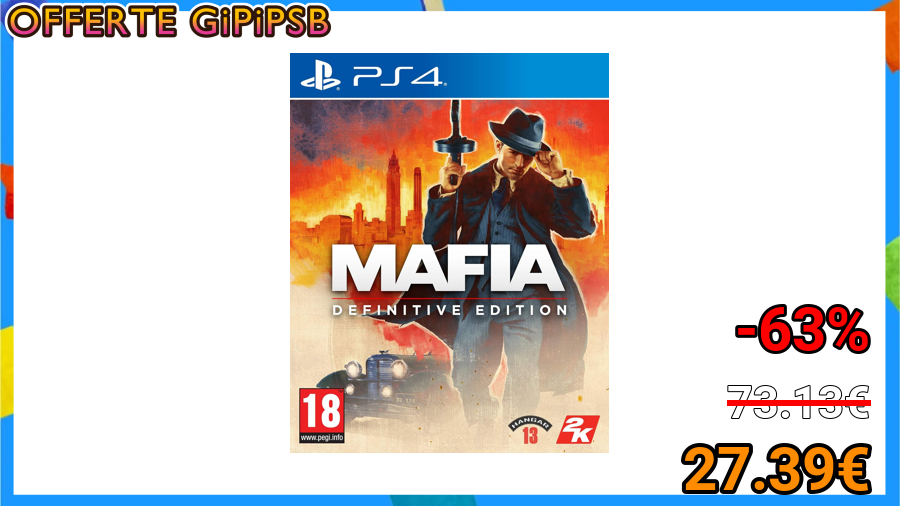 OFFERTE GiPiPSB
PS4
MAFIA
DEFINITIVE EDITION
18
www.pegi.info
HANGAR
13
2K
-63%
73.13€
27.39€